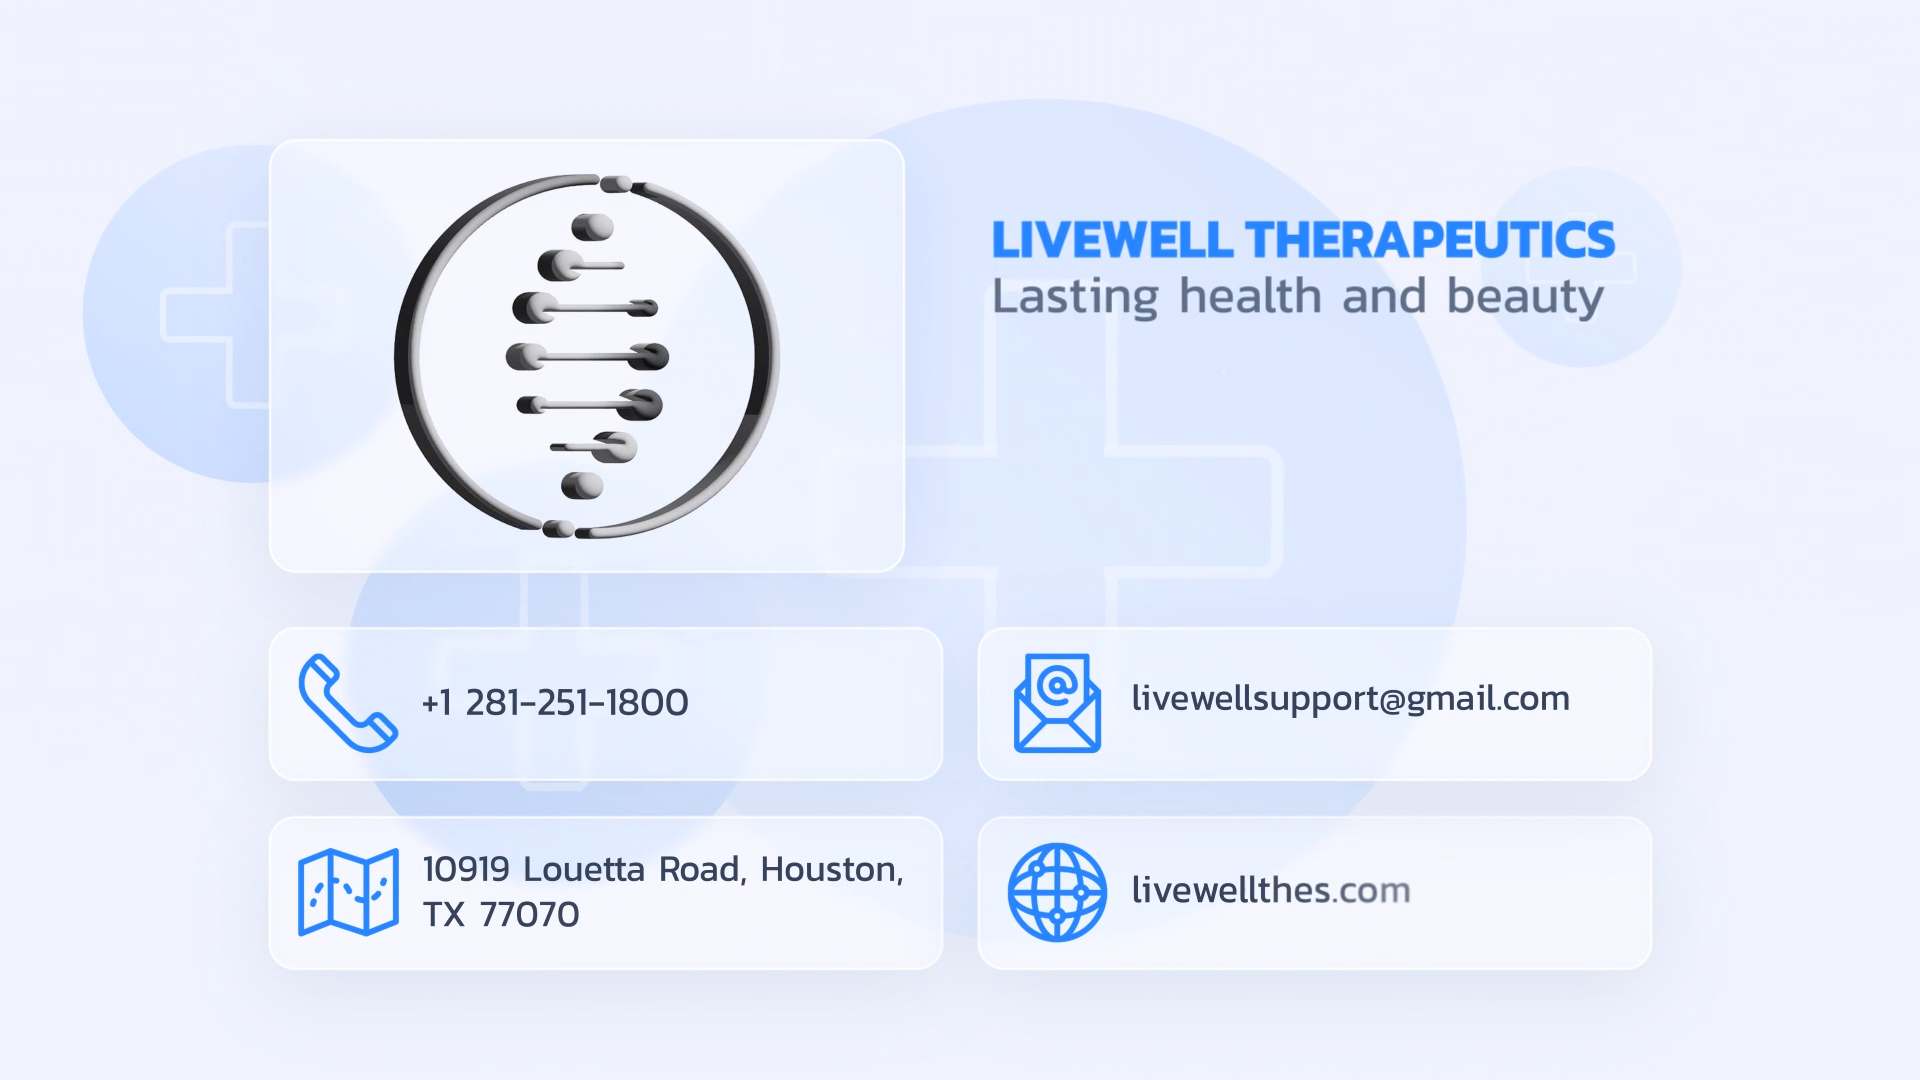 LIVEWELL THERAPEUTICS
Lasting health and beauty
+1 281-251-1800
livewellsupport@gmail.com
10919 Louetta Road, Houston,
TX 77070
livewellthes.com